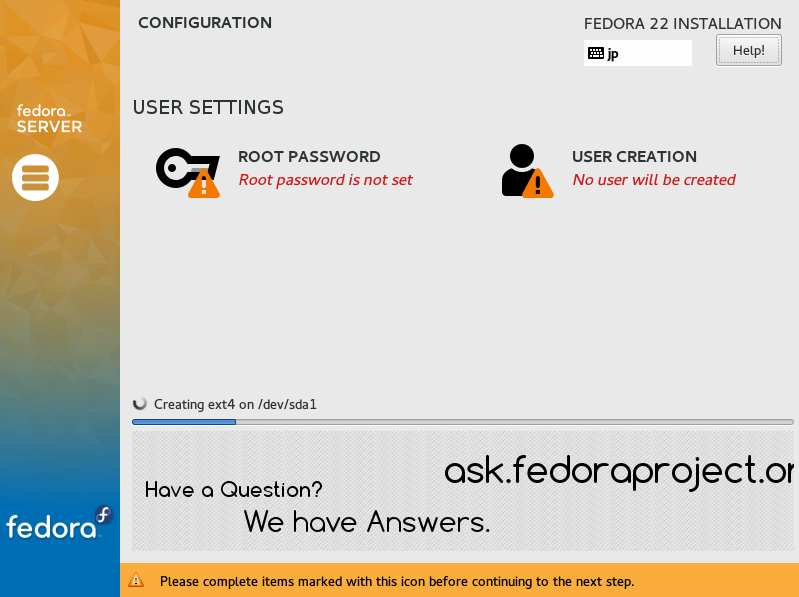 CONFIGURATION
FEDORA 22 INSTALLATION
jp
Help!
fedora
SERVER
USER SETTINGS
ROOT PASSWORD
Root password is not set
USER CREATION
No user will be created
Creating ext4 on /dev/sda1
ask.fedoraproject.or
Have a Question?
We have Answers.
fedora
Please complete items marked with this icon before continuing to the next step.